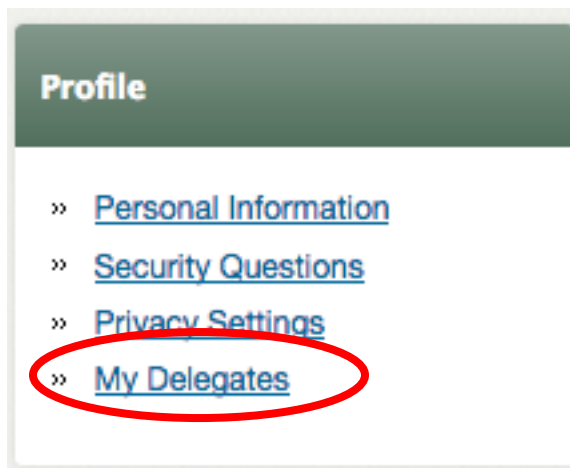 Profile
» Personal Information
» Security Questions
» Privacy Settings
» My Delegates